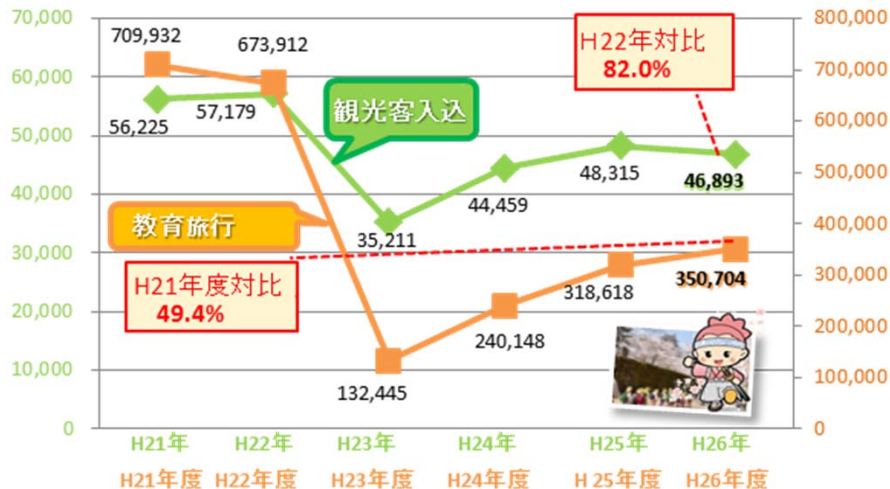 70,000
60,000
50,000
40,000
30,000
20,000
10,000
0
800,000
700,000
600,000
500,000
400,000
300,000
200,000
100,000
0
709,932
673,912
H22年対比
82.0%
56,225
57,179
観光客入込
35,211
44,459
48,315
46,893
教育旅行
H21年度対比
49.4%
132,445
240,148
318,618
350,704
H21年
H22年
H23年
H24年
H25年
H26年
H21年度
H22年度
H23年度
H24年度
H 25年度
H26年度